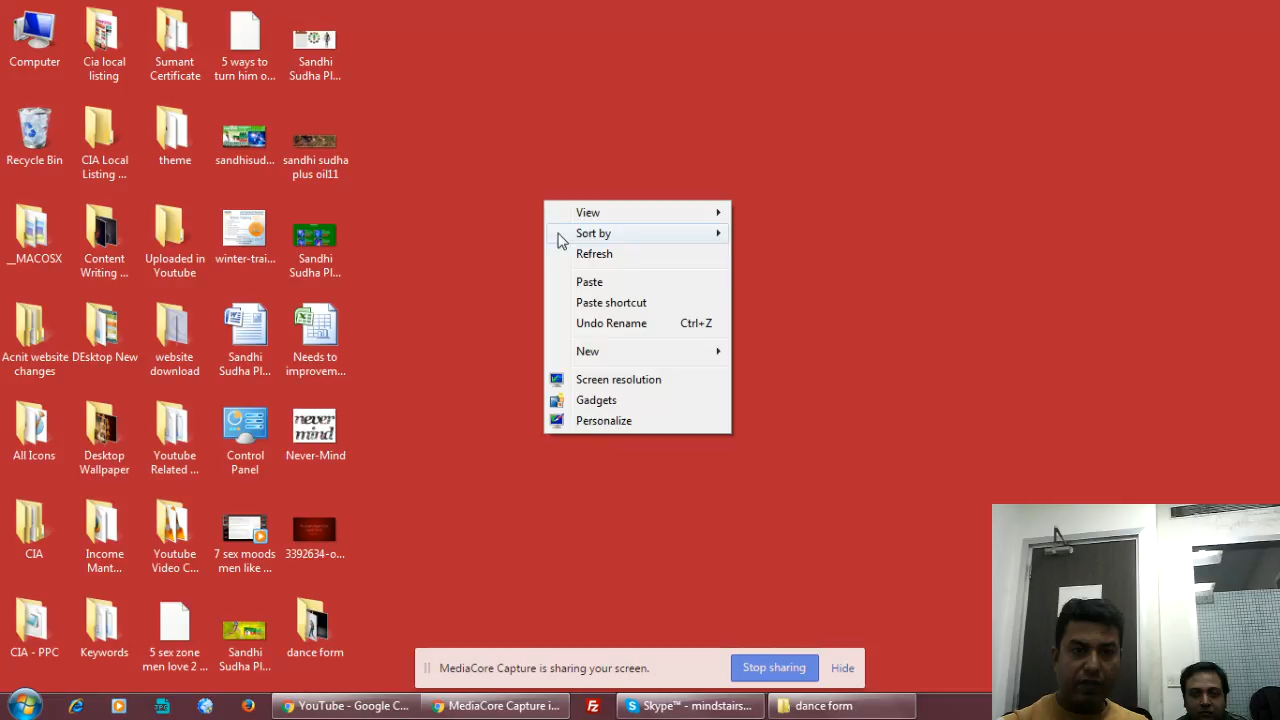 Computer
Cia local
listing
Sumant
Certificate
5 ways to
turn him o...
Sandhi
Sudha Pl...
Recycle Bin
CIA Local
Listing ...
theme
sandhisud...
sandhi sudha
plus oil11
__MACOSX
Content
Writing ...
Uploaded in
Youtube
winter-trai...
Sandhi
Sudha Pl...
Acnit website
changes
DEsktop New
website
download
Sandhi
Sudha Pl...
Needs to
improvem...
All Icons
Desktop
Wallpaper
Youtube
Related ...
Control
Panel
never
mind
Never-Mind
CIA
Income
Mant...
Youtube
Video C...
7 sex moods
men like ...
3392634-o...
CIA - PPC
Keywords
5 sex zone
men love 2 ...
Sandhi
Sudha Pl...
dance form
View
Sort by
Refresh
Paste
Paste shortcut
Undo Rename Ctrl+Z
New
Screen resolution
Gadgets
Personalize
MediaCore Capture is sharing your screen. Stop sharing Hide
YouTube - Google C...
MediaCore Capture i...
Skype™ - mindstairs...
dance form